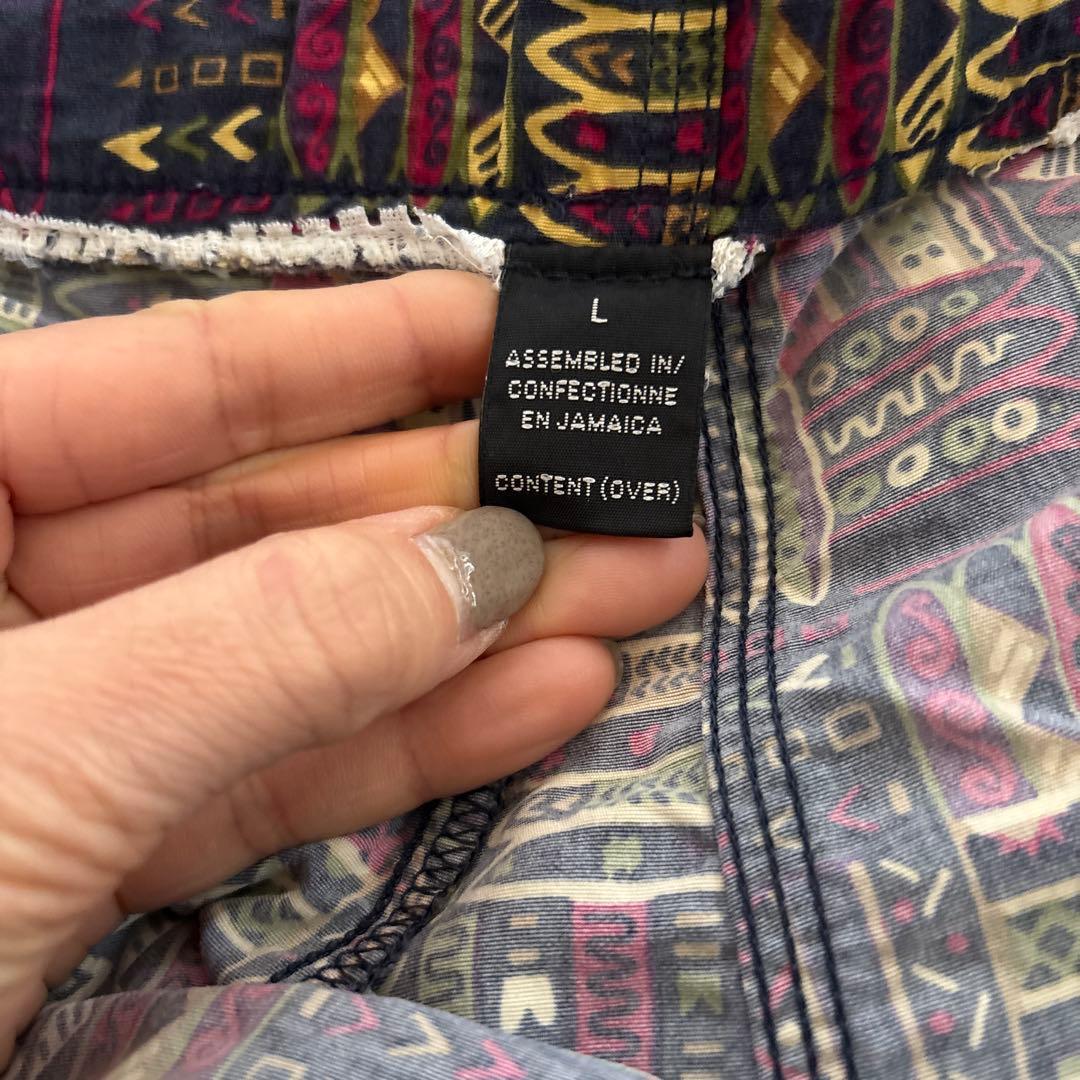 L
ASSEMBLED IN/
CONFECTIONNE
EN JAMAICA
CONTENT (OVER)